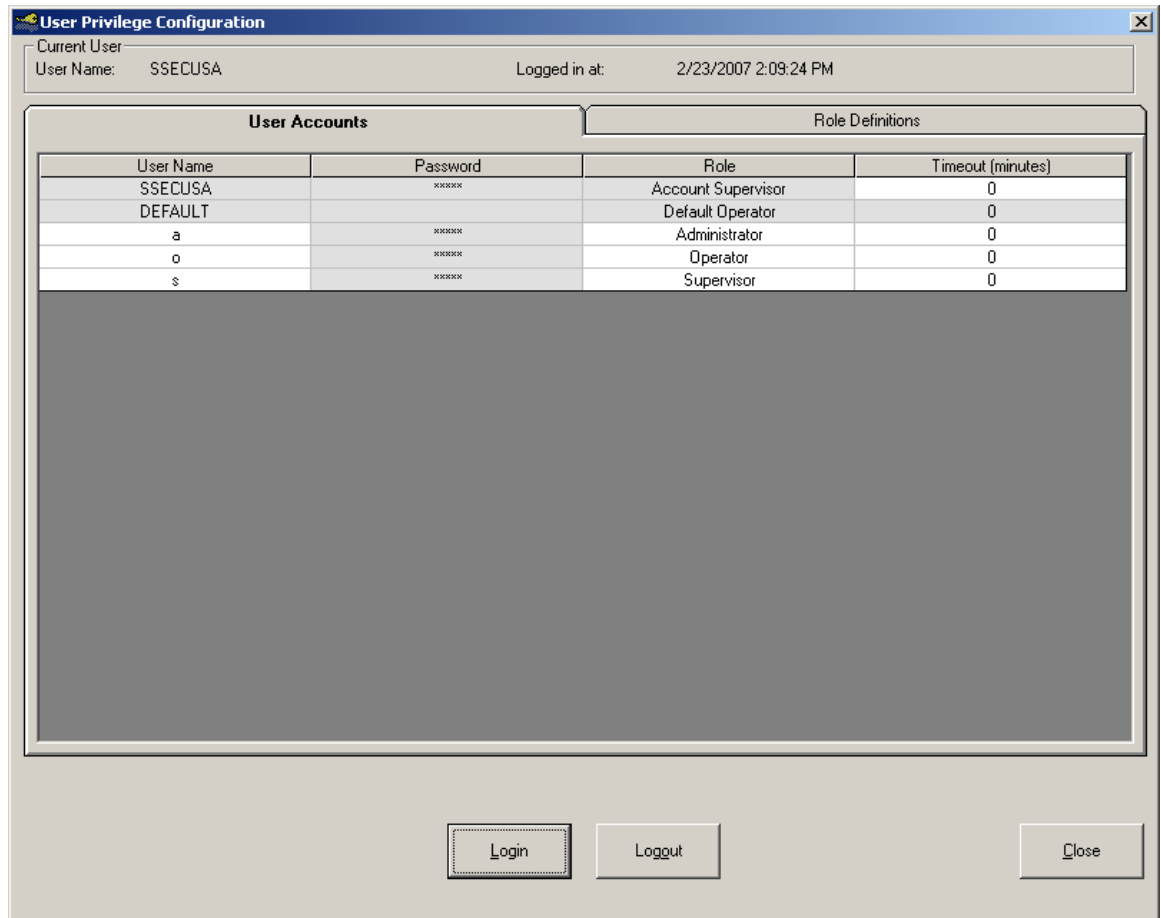 User Privilege Configuration
Current User
User Name: SSECUSA Logged in at: 2/23/2007 2:09:24 PM
User Accounts Role Definitions
User Name Password Role Timeout (minutes)
SSECUSA ***** Account Supervisor 0
DEFAULT Default Operator 0
a ***** Administrator 0
o ***** Operator 0
s ***** Supervisor 0
Login Logout Close